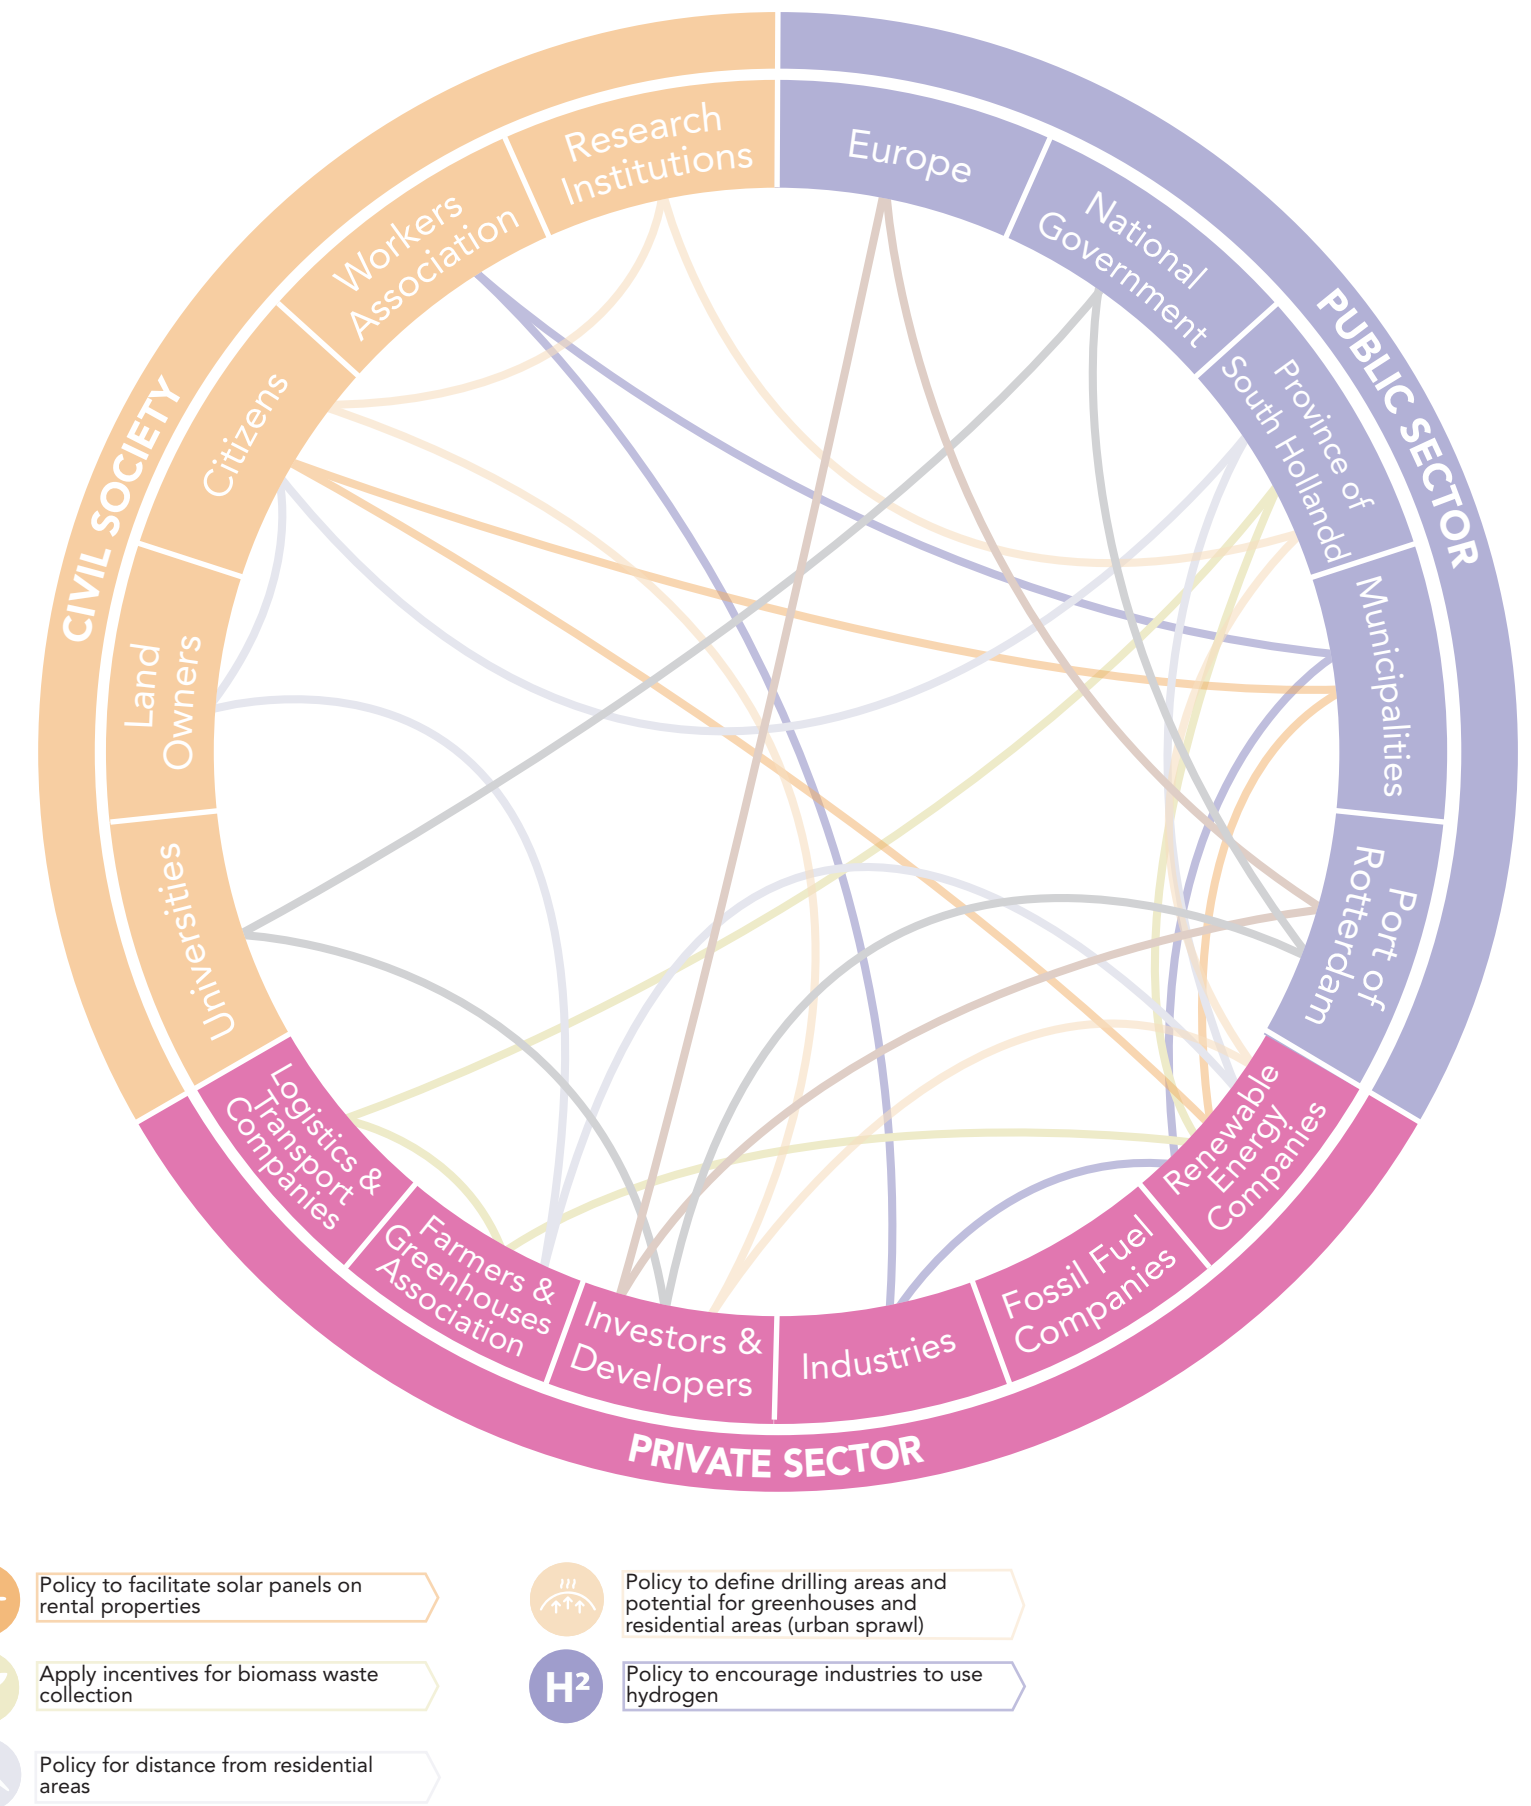 CIVIL SOCIETY
PUBLIC SECTOR
PRIVATE SECTOR
Research
Institutions
Workers
Association
Citizens
Land
Owners
Universities
Europe
National
Government
Province of
South Hollandd
Municipalities
Port of
Rotterdam
Renewable
Energy
Companies
Fossil Fuel
Companies
Industries
Investors &
Developers
Farmers &
Greenhouses
Association
Logistics &
Transport
Companies
Policy to facilitate solar panels on
rental properties
Apply incentives for biomass waste
collection
Policy for distance from residential
areas
Policy to define drilling areas and
potential for greenhouses and
residential areas (urban sprawl)
H²
Policy to encourage industries to use
hydrogen